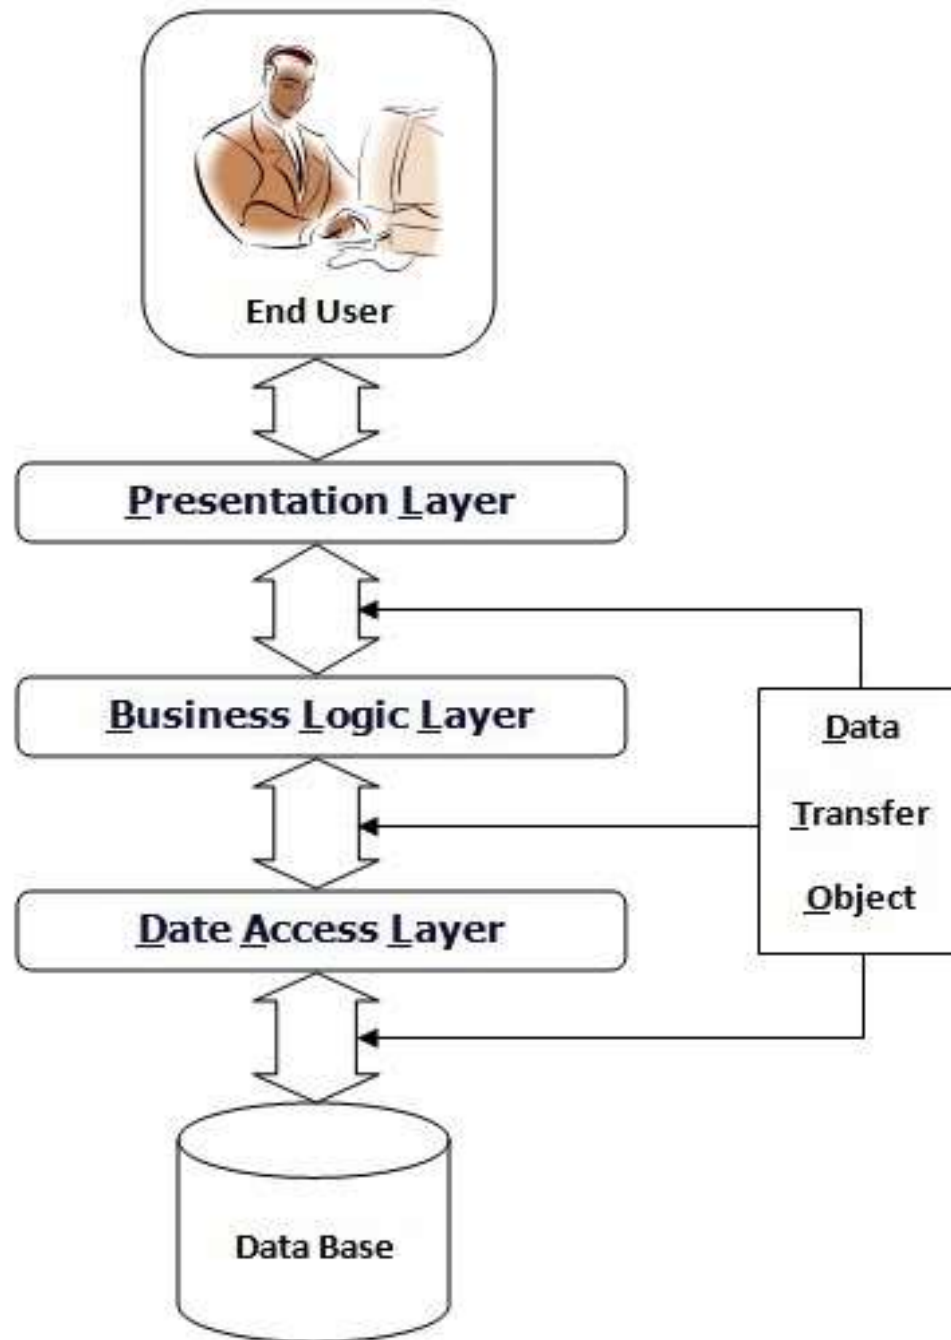 End User
Presentation Layer
Business Logic Layer
Data
Transfer
Object
Date Access Layer
Data Base